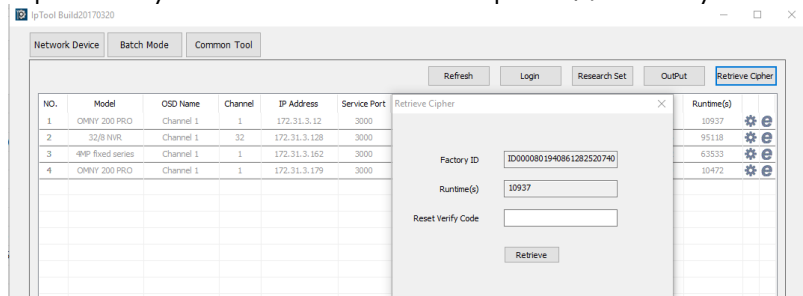 IpTool Build20170320
Network Device Batch Mode Common Tool
Refresh Login Research Set OutPut Retrieve Cipher
NO. Model OSD Name Channel IP Address Service Port Retrieve Cipher Runtime(s)
1 OMNY 200 PRO Channel 1 1 172.31.3.12 3000 10937
2 32/8 NVR Channel 1 32 172.31.3.128 3000 95118
3 4MP fixed series Channel 1 1 172.31.3.162 3000 63533
4 OMNY 200 PRO Channel 1 1 172.31.3.179 3000 10472
Factory ID ID0000801940861282520740
Runtime(s) 10937
Reset Verify Code
Retrieve